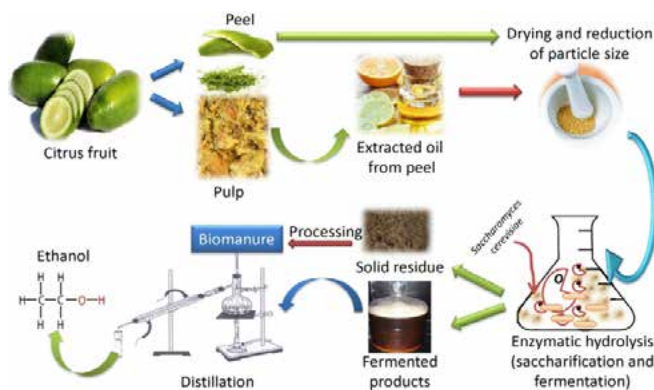 Peel
Drying and reduction
of particle size
Citrus fruit
Pulp
Extracted oil
from peel
Processing
Biomanure
Ethanol
Solid residue
Saccharomyces
cerevisiae
H H
H C C O H
H H
Fermented
products
Distillation
Enzymatic hydrolysis
(saccharification and
fermentation)